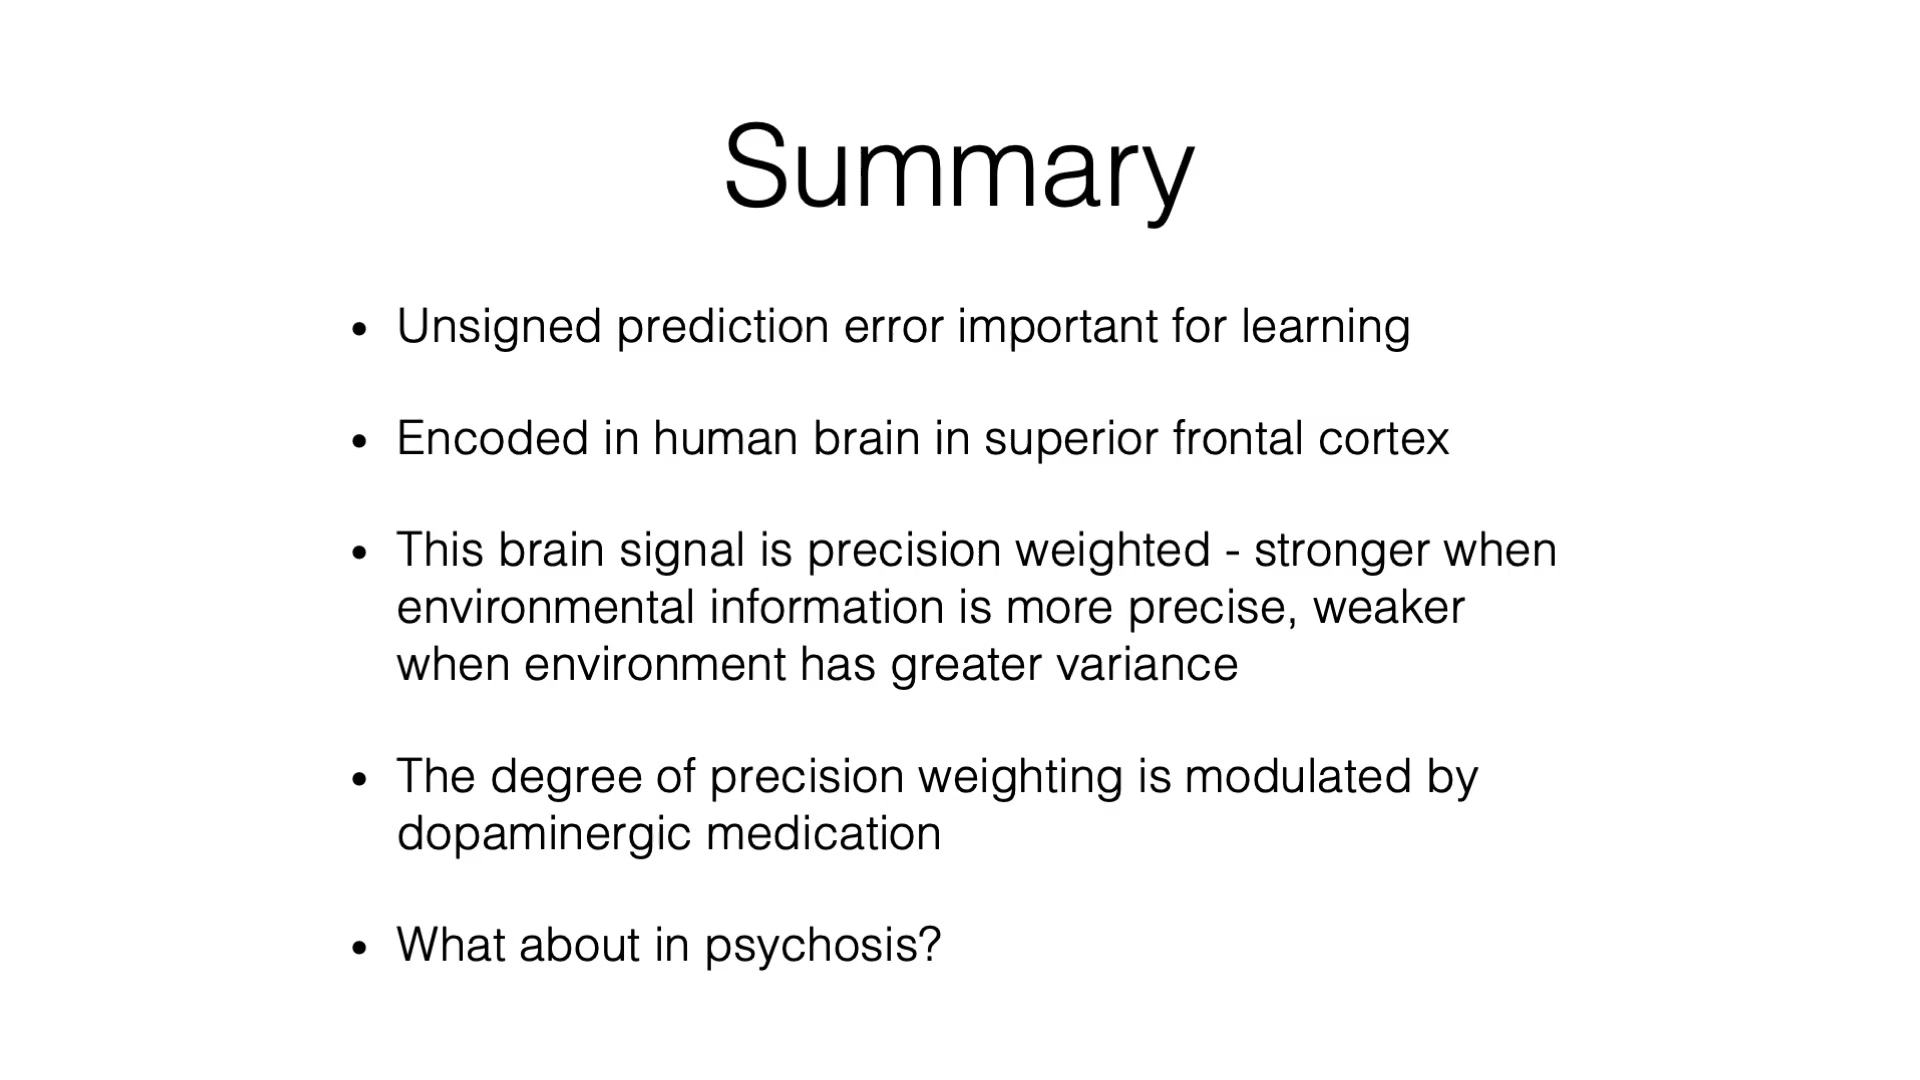 Summary
• Unsigned prediction error important for learning
• Encoded in human brain in superior frontal cortex
• This brain signal is precision weighted - stronger when
environmental information is more precise, weaker
when environment has greater variance
• The degree of precision weighting is modulated by
dopaminergic medication
• What about in psychosis?